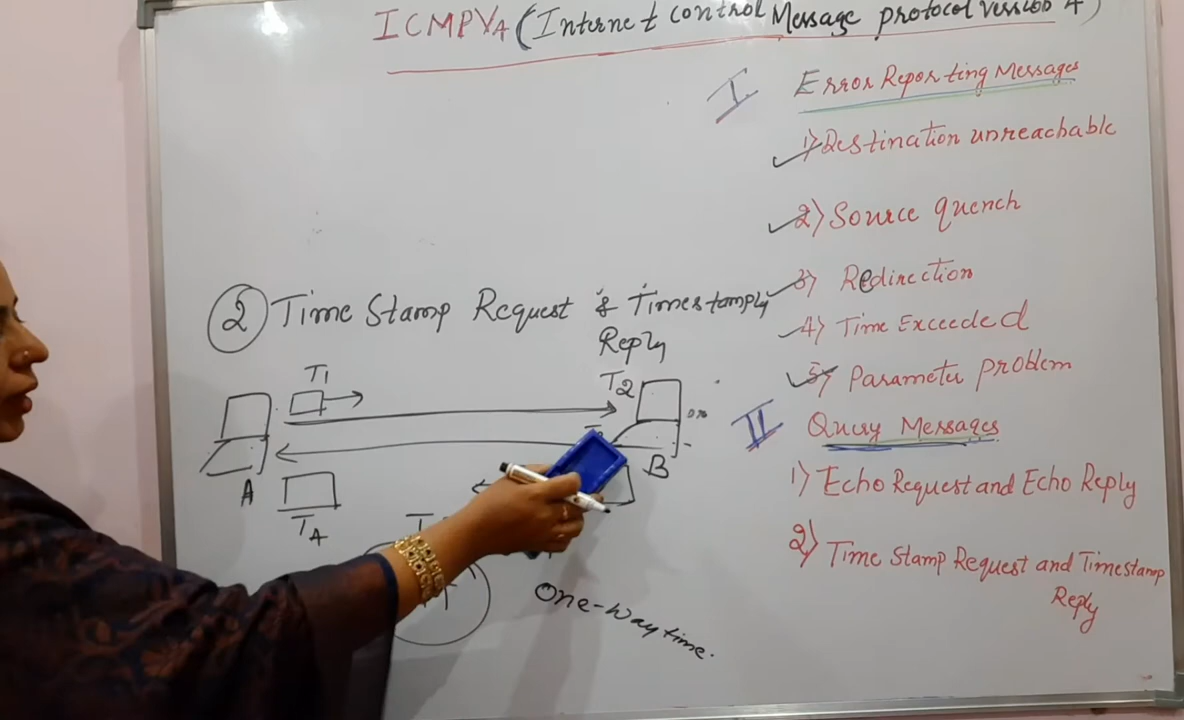 ICMPV4 (Internet Control Message protocol version 4)
I Error Reporting Messages
1) Destination unreachable
2) Source quench
3) Redirection
4) Time Exceeded
5) Parameter problem
II Query Messages
1) Echo Request and Echo Reply
2) Time Stamp Request and Timestamp
Reply
2 Time Stamp Request & Timestamply
Reply
T1
T2
A
B
T4
One-way time.